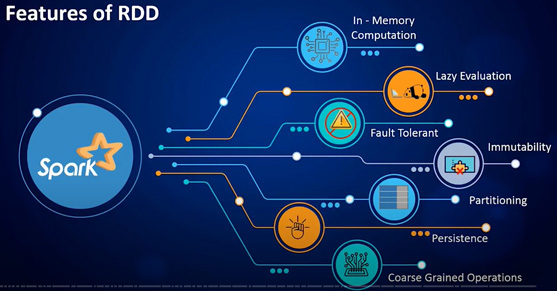 Features of RDD
In - Memory
Computation
Lazy Evaluation
Fault Tolerant
Immutability
Spark
Partitioning
Persistence
Coarse Grained Operations